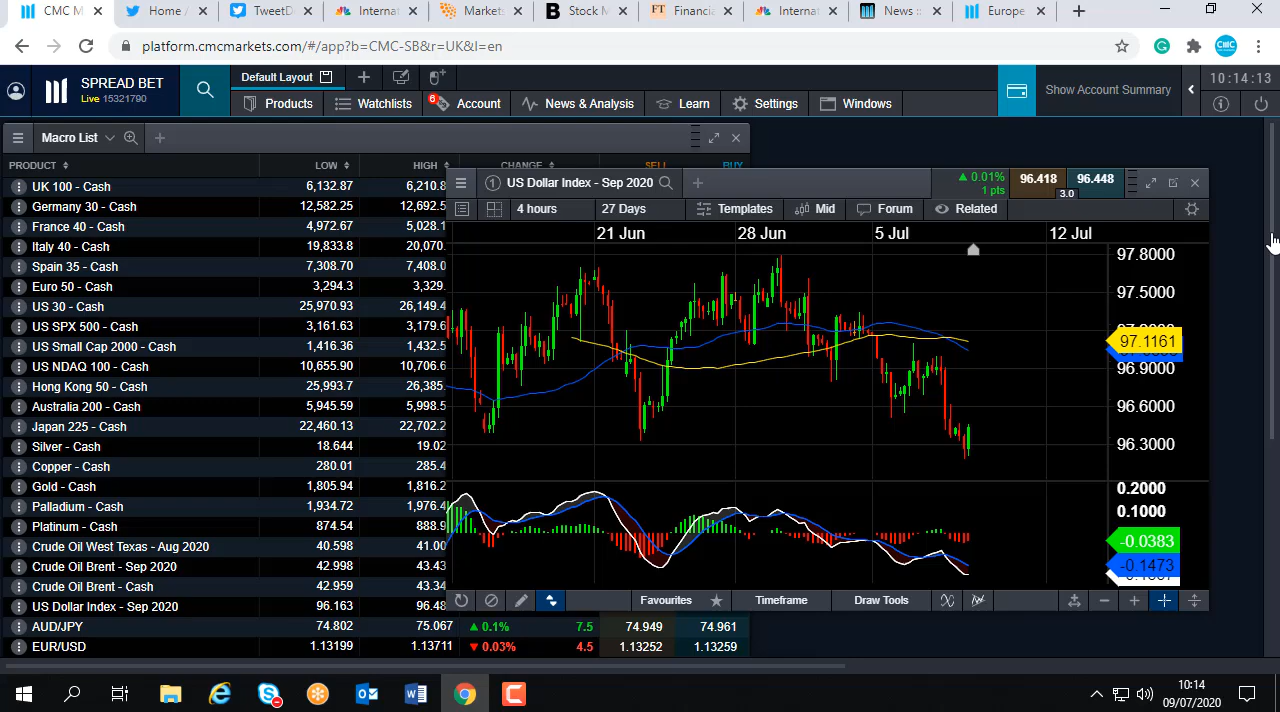 CMC M
Home /
TweetD
Internat
Markets
Stock M
Financia
Internat
News ::
Europe
platform.cmcmarkets.com/#/app?b=CMC-SB&r=UK&l=en
SPREAD BET
Live 15321790
Default Layout
10:14:13
Show Account Summary
Products
Watchlists
6
Account
News & Analysis
Learn
Settings
Windows
Macro List
PRODUCT LOW HIGH CHANGE SELL BUY
UK 100 - Cash 6,132.87 6,210.8
Germany 30 - Cash 12,582.25 12,692.5
France 40 - Cash 4,972.67 5,028.1
Italy 40 - Cash 19,833.8 20,070.
Spain 35 - Cash 7,308.70 7,408.0
Euro 50 - Cash 3,294.3 3,329.
US 30 - Cash 25,970.93 26,149.4
US SPX 500 - Cash 3,161.63 3,179.6
US Small Cap 2000 - Cash 1,416.36 1,432.5
US NDAQ 100 - Cash 10,655.90 10,706.6
Hong Kong 50 - Cash 25,993.7 26,385.
Australia 200 - Cash 5,945.59 5,998.5
Japan 225 - Cash 22,460.13 22,702.2
Silver - Cash 18.644 19.02
Copper - Cash 280.01 285.4
Gold - Cash 1,805.94 1,816.2
Palladium - Cash 1,934.72 1,976.4
Platinum - Cash 874.54 888.9
Crude Oil West Texas - Aug 2020 40.598 41.00
Crude Oil Brent - Sep 2020 42.998 43.43
Crude Oil Brent - Cash 42.959 43.34
US Dollar Index - Sep 2020 96.163 96.48
AUD/JPY 74.802 75.067 0.1% 7.5 74.949 74.961
EUR/USD 1.13199 1.13711 0.03% 4.5 1.13252 1.13259
1 US Dollar Index - Sep 2020
0.01%
1 pts
96.418
96.448
3.0
4 hours
27 Days
Templates
Mid
Forum
Related
21 Jun
28 Jun
5 Jul
12 Jul
97.8000
97.5000
97.1161
96.9000
96.6000
96.3000
0.2000
0.1000
-0.0383
-0.1473
Favourites
Timeframe
Draw Tools
10:14
09/07/2020